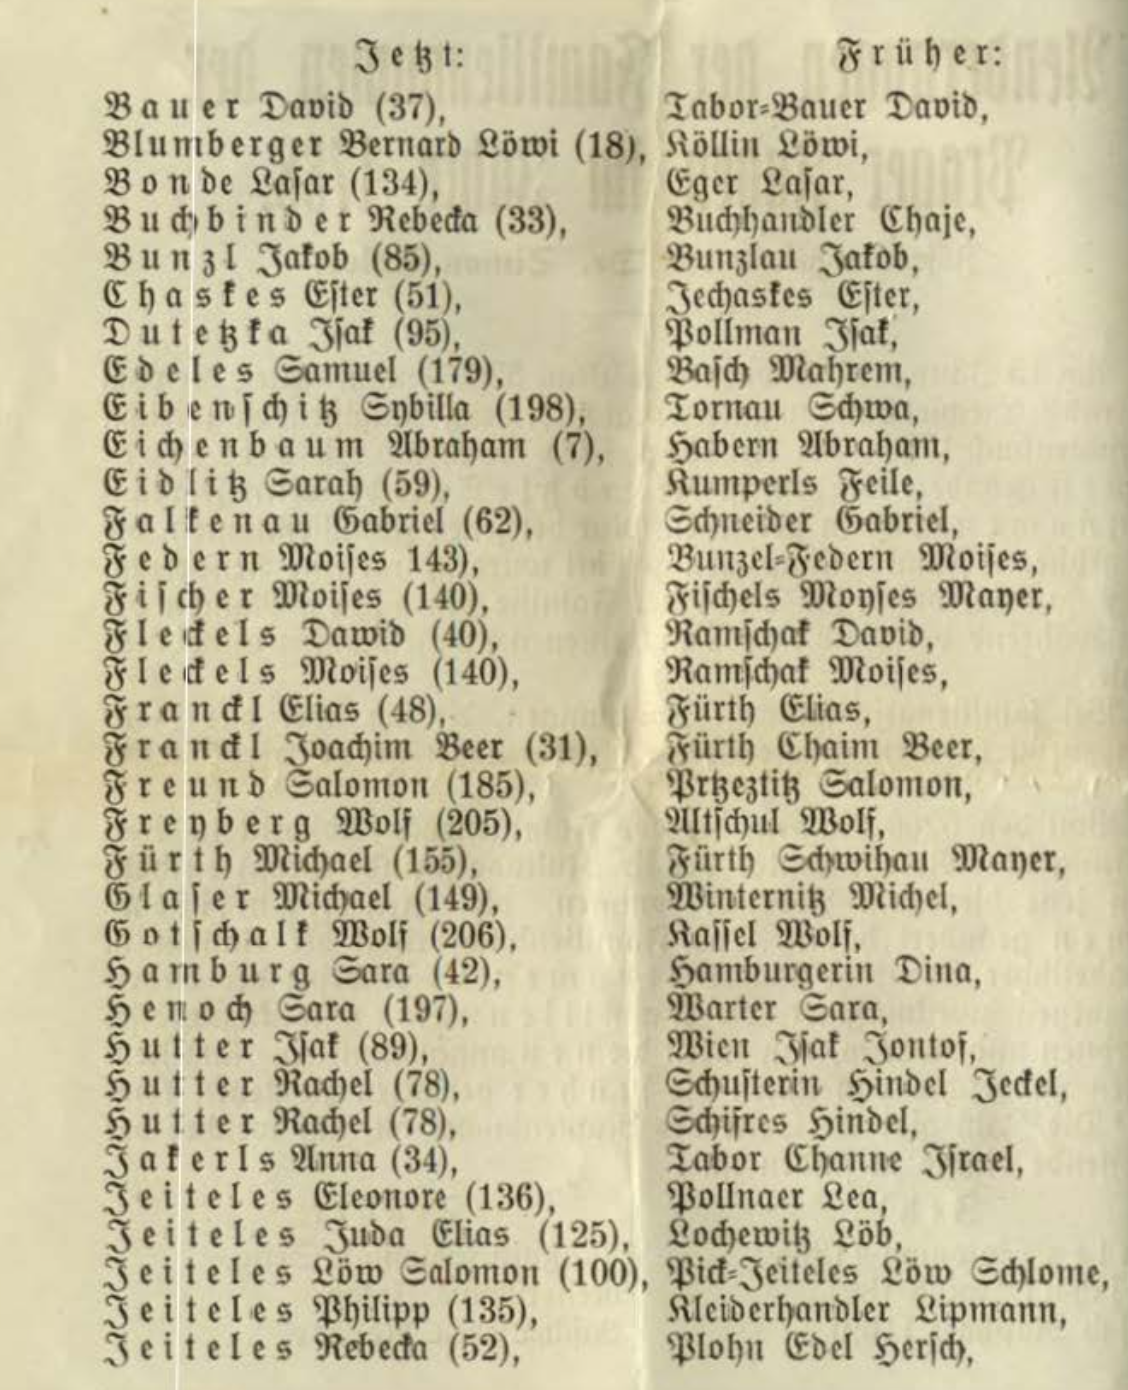 Jetzt: Früher:
Bauer David (37), Tabor-Bauer David,
Blumberger Bernard Löwi (18), Köllin Löwi,
Bonde Lasar (134), Eger Lasar,
Buchbinder Rebecka (33), Buchhandler Chaje,
Bunzl Jakob (85), Bunzlau Jakob,
Chaskes Ester (51), Jechaskes Ester,
Dutetzka Isak (95), Pollman Isak,
Edeles Samuel (179), Basch Mahrem,
Eibenschitz Sybilla (198), Tornau Schwa,
Eichenbaum Abraham (7), Habern Abraham,
Eidlitz Sarah (59), Kumperls Feile,
Falkenau Gabriel (62), Schneider Gabriel,
Federn Moises 143), Bunzel-Federn Moises,
Fischer Moises (140), Fischels Moyses Mayer,
Fleckels Dawid (40), Ramschak David,
Fleckels Moises (140), Ramschak Moises,
Franckl Elias (48), Fürth Elias,
Franckl Joachim Beer (31), Fürth Chaim Beer,
Freund Salomon (185), Prtzeztitz Salomon,
Freyberg Wolf (205), Altschul Wolf,
Fürth Michael (155), Fürth Schwihau Mayer,
Glaser Michael (149), Winternitz Michel,
Gotschalk Wolf (206), Kassel Wolf,
Hamburg Sara (42), Hamburgerin Dina,
Henoch Sara (197), Warter Sara,
Hutter Isak (89), Wien Isak Jontof,
Hutter Rachel (78), Schusterin Hindel Jeckel,
Hutter Rachel (78), Schifres Hindel,
Jakerls Anna (34), Tabor Channe Israel,
Jeiteles Eleonore (136), Pollnaer Lea,
Jeiteles Juda Elias (125), Lochewitz Löb,
Jeiteles Löw Salomon (100), Pick-Jeiteles Löw Schlome,
Jeiteles Philipp (135), Kleiderhandler Lipmann,
Jeiteles Rebecka (52), Plohn Edel Hersch,